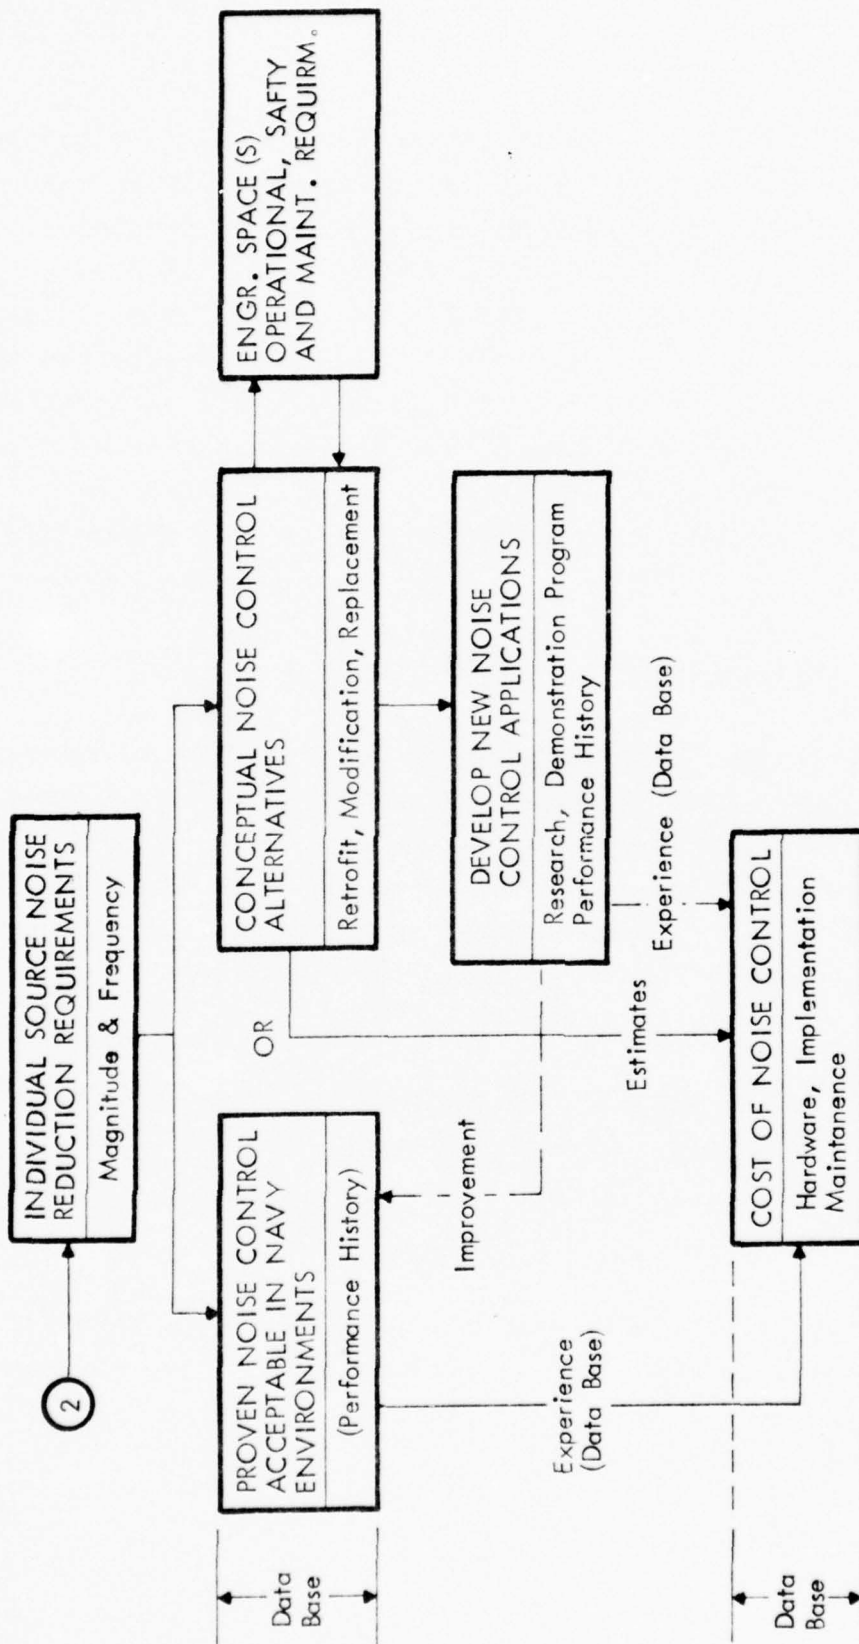 2
INDIVIDUAL SOURCE NOISE
REDUCTION REQUIREMENTS
Magnitude & Frequency
Data
Base
PROVEN NOISE CONTROL
ACCEPTABLE IN NAVY
ENVIRONMENTS
(Performance History)
OR
CONCEPTUAL NOISE CONTROL
ALTERNATIVES
Retrofit, Modification, Replacement
ENGR. SPACE (S)
OPERATIONAL, SAFTY
AND MAINT. REQUIRM.
Improvement
DEVELOP NEW NOISE
CONTROL APPLICATIONS
Research, Demonstration Program
Performance History
Experience
(Data Base)
Estimates
Experience (Data Base)
Data
Base
COST OF NOISE CONTROL
Hardware, Implementation
Maintanence